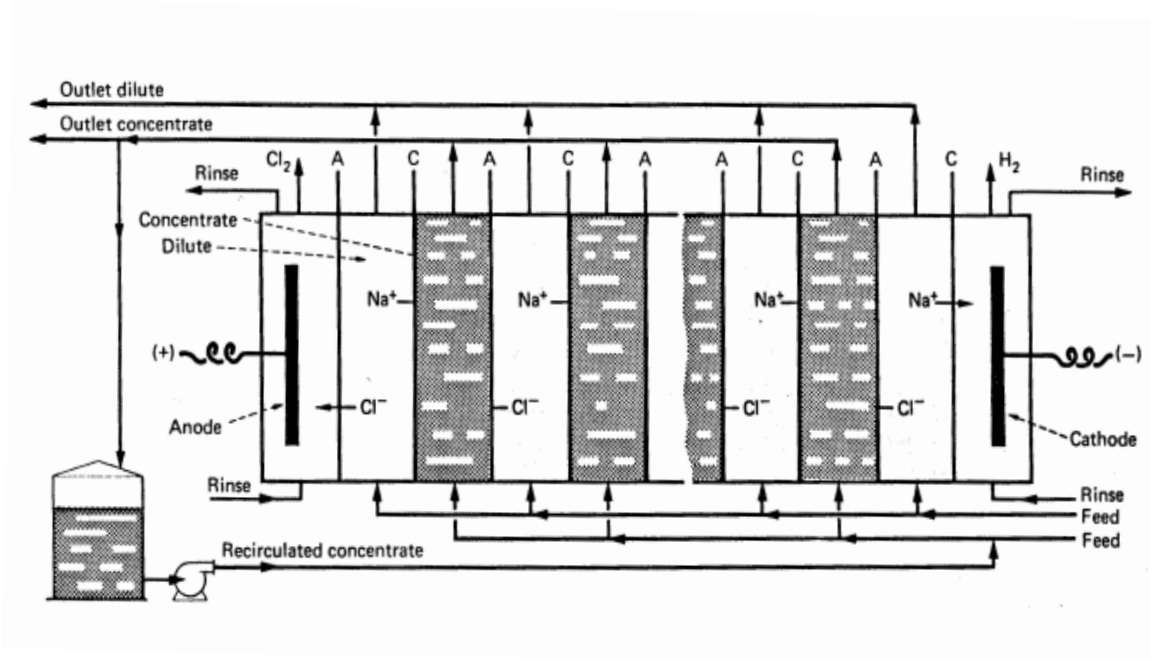 Outlet dilute
Outlet concentrate
Cl₂ A C A C A A C A C H₂
Rinse Rinse
Concentrate
Dilute
Na⁺ Na⁺ Na⁺ Na⁺
(+) (−)
Cl⁻ Cl⁻ Cl⁻ Cl⁻
Anode Cathode
Rinse Rinse
Feed
Feed
Recirculated concentrate